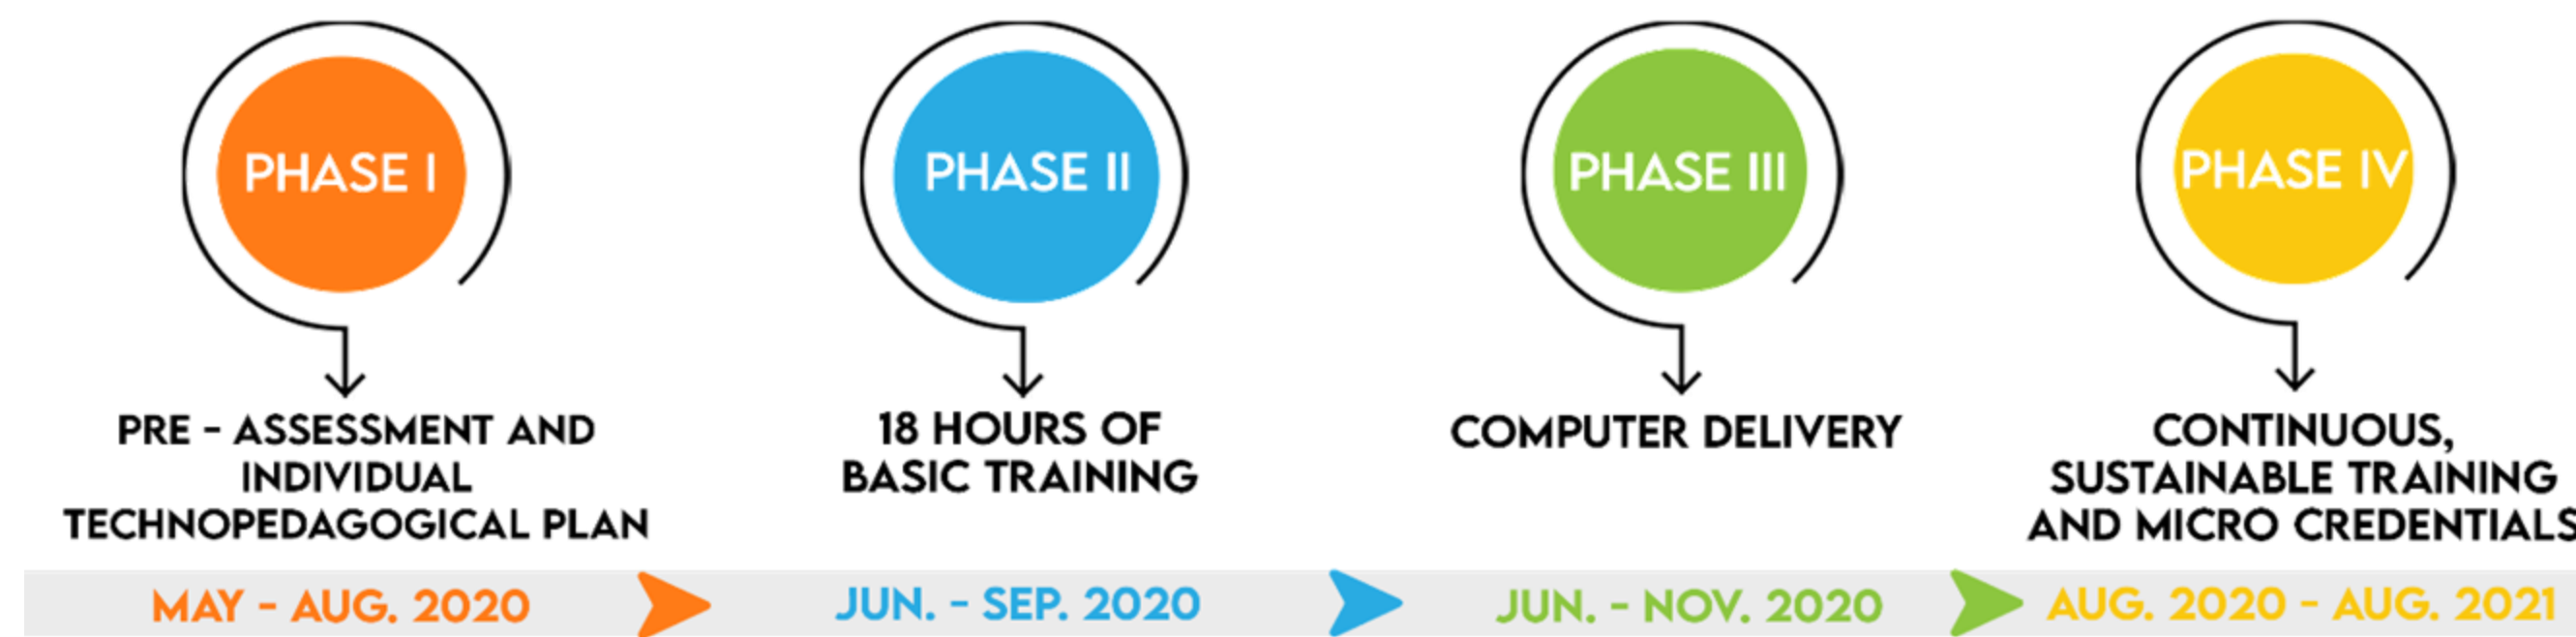 PHASE I
PRE - ASSESSMENT AND
INDIVIDUAL
TECHNOPEDAGOGICAL PLAN
MAY - AUG. 2020
PHASE II
18 HOURS OF
BASIC TRAINING
JUN. - SEP. 2020
PHASE III
COMPUTER DELIVERY
JUN. - NOV. 2020
PHASE IV
CONTINUOUS,
SUSTAINABLE TRAINING
AND MICRO CREDENTIALS
AUG. 2020 - AUG. 2021